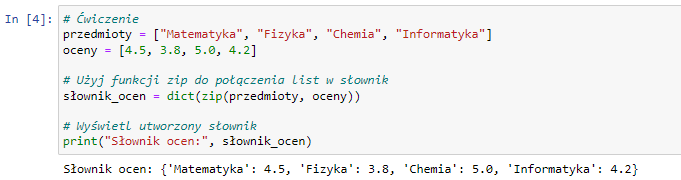 In [4]: # Ćwiczenie
przedmioty = ["Matematyka", "Fizyka", "Chemia", "Informatyka"]
oceny = [4.5, 3.8, 5.0, 4.2]
# Użyj funkcji zip do połączenia list w słownik
słownik_ocen = dict(zip(przedmioty, oceny))
# Wyświetl utworzony słownik
print("Słownik ocen:", słownik_ocen)
Słownik ocen: {'Matematyka': 4.5, 'Fizyka': 3.8, 'Chemia': 5.0, 'Informatyka': 4.2}